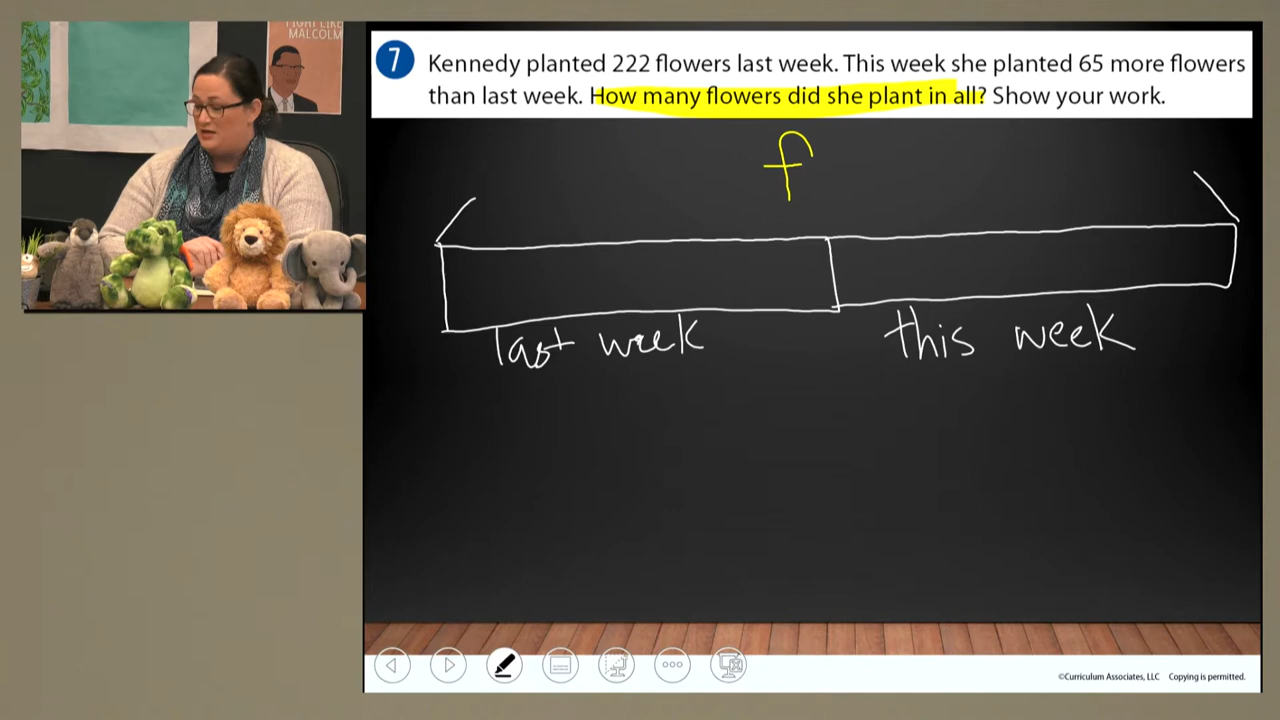 FIGHT LIKE
MALCOLM
7
Kennedy planted 222 flowers last week. This week she planted 65 more flowers
than last week. How many flowers did she plant in all? Show your work.
f
last week
this week
©Curriculum Associates, LLC Copying is permitted.